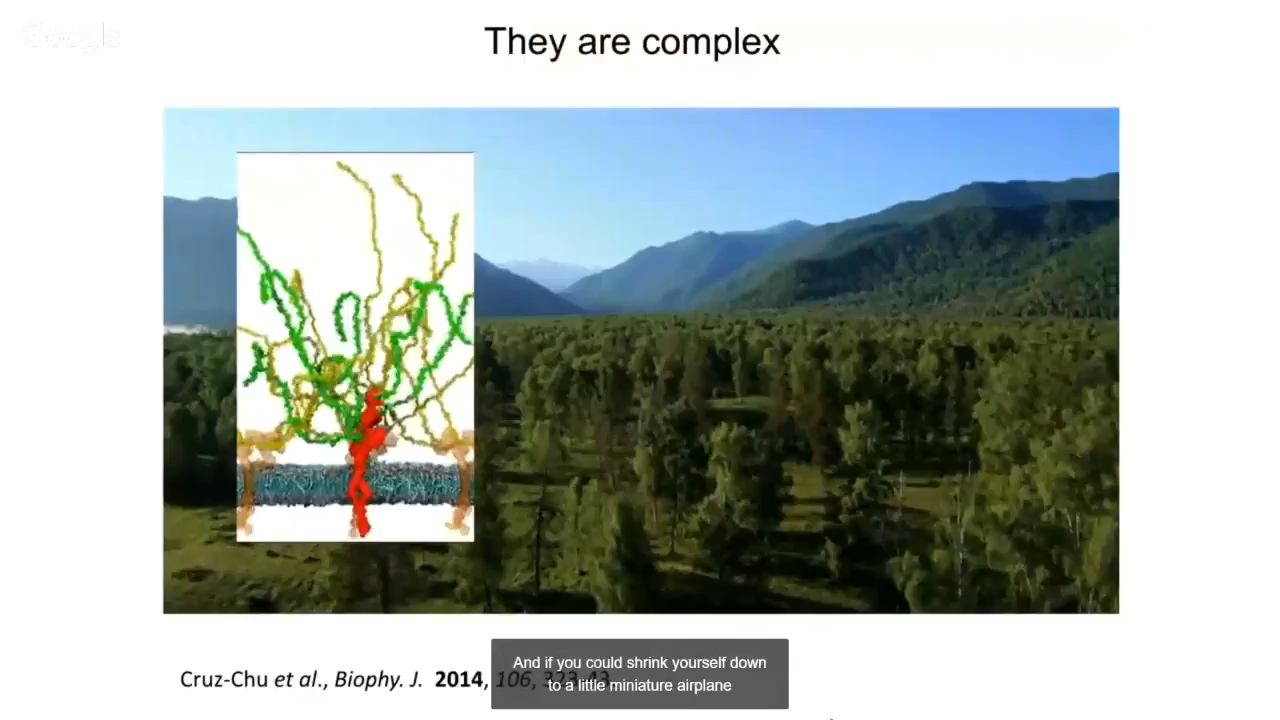 Google
They are complex
Cruz-Chu et al., Biophy. J. 2014, 106,
And if you could shrink yourself down
to a little miniature airplane